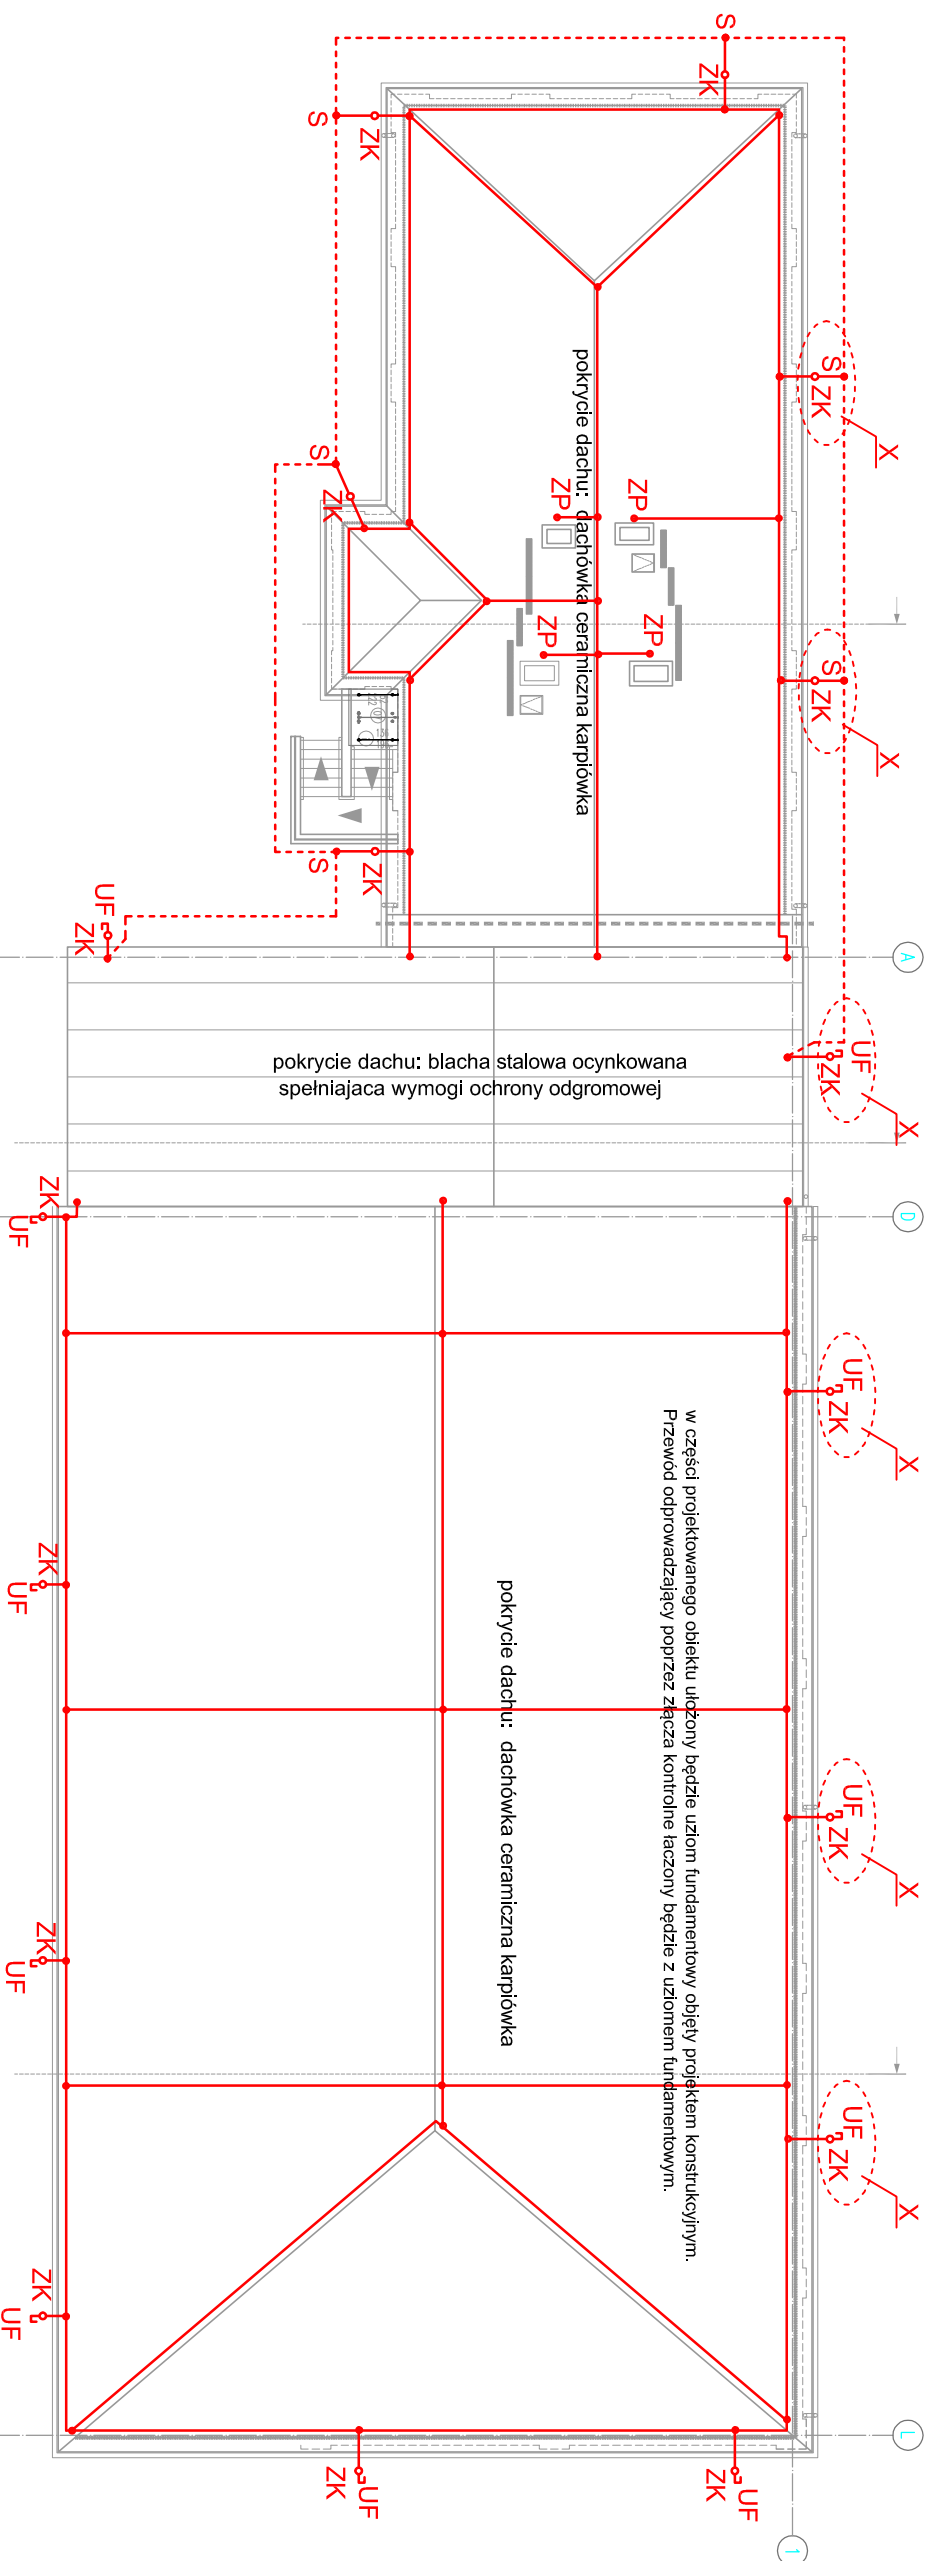 S
ZK
S
ZK
S
ZK
X
pokrycie dachu: dachówka ceramiczna karpiówka
S
ZK
ZP
ZP
ZP
ZP
S
ZK
X
S
ZK
UF
ZK
A
pokrycie dachu: blacha stalowa ocynkowana
spełniajaca wymogi ochrony odgromowej
UF
ZK
X
ZK
UF
D
UF
ZK
X
w części projektowanego obiektu ułożony będzie uziom fundamentowy objęty projektem konstrukcyjnym.
Przewód odprowadzający poprzez złącza kontrolne łaczony będzie z uziomem fundamentowym.
ZK
UF
pokrycie dachu: dachówka ceramiczna karpiówka
UF
ZK
X
ZK
UF
UF
ZK
X
ZK
UF
L
ZK
UF
ZK
UF
1